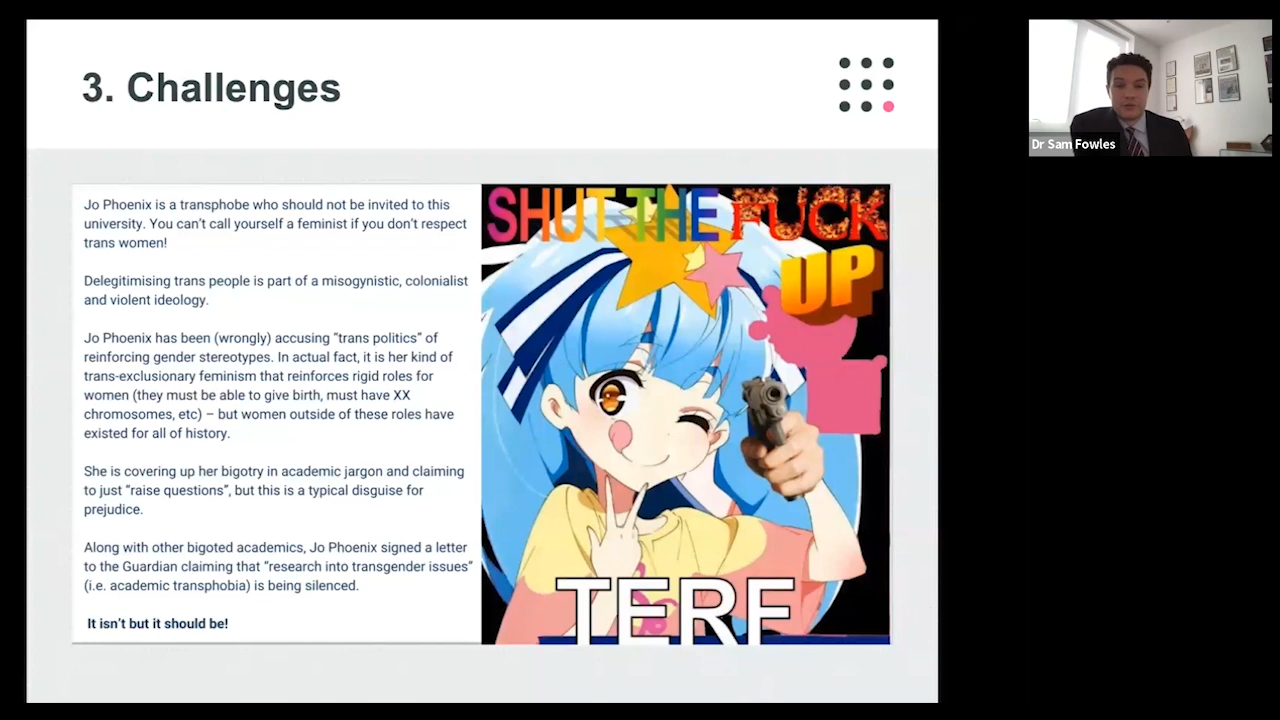 3. Challenges
Jo Phoenix is a transphobe who should not be invited to this
university. You can’t call yourself a feminist if you don’t respect
trans women!
Delegitimising trans people is part of a misogynistic, colonialist
and violent ideology.
Jo Phoenix has been (wrongly) accusing “trans politics” of
reinforcing gender stereotypes. In actual fact, it is her kind of
trans-exclusionary feminism that reinforces rigid roles for
women (they must be able to give birth, must have XX
chromosomes, etc) – but women outside of these roles have
existed for all of history.
She is covering up her bigotry in academic jargon and claiming
to just “raise questions”, but this is a typical disguise for
prejudice.
Along with other bigoted academics, Jo Phoenix signed a letter
to the Guardian claiming that “research into transgender issues”
(i.e. academic transphobia) is being silenced.
It isn’t but it should be!
SHUT THE FUCK
UP
TERF
Dr Sam Fowles